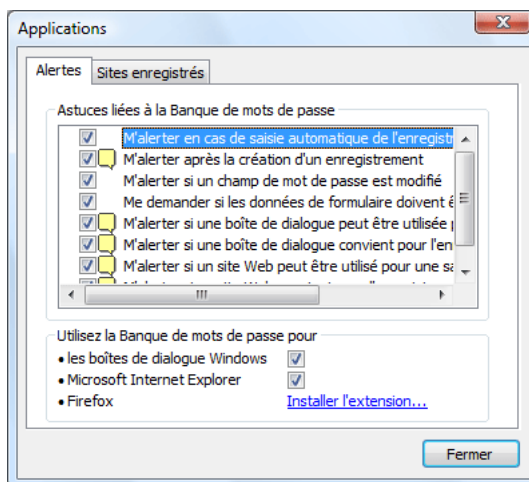 Applications
Alertes
Sites enregistrés
Astuces liées à la Banque de mots de passe
M'alerter en cas de saisie automatique de
M'alerter après la création d'un enregistrement
M'alerter si un champ de mot de passe est modifié
Me demander si les données de formulaire doivent
M'alerter si une boîte de dialogue peut être utilisée
M'alerter si une boîte de dialogue convient pour
M'alerter si un site Web peut être utilisé pour une
Utilisez la Banque de mots de passe pour
• les boîtes de dialogue Windows
• Microsoft Internet Explorer
• Firefox Installer l'extension...
Fermer